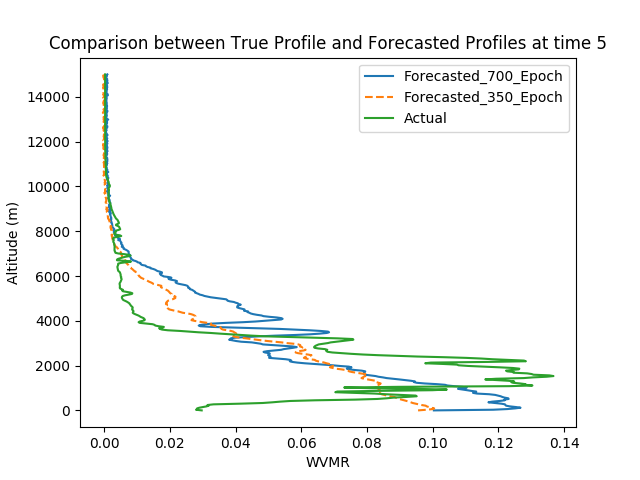 Comparison between True Profile and Forecasted Profiles at time 5
Forecasted_700_Epoch
Forecasted_350_Epoch
Actual
Altitude (m)
14000
12000
10000
8000
6000
4000
2000
0
0.00 0.02 0.04 0.06 0.08 0.10 0.12 0.14
WVMR